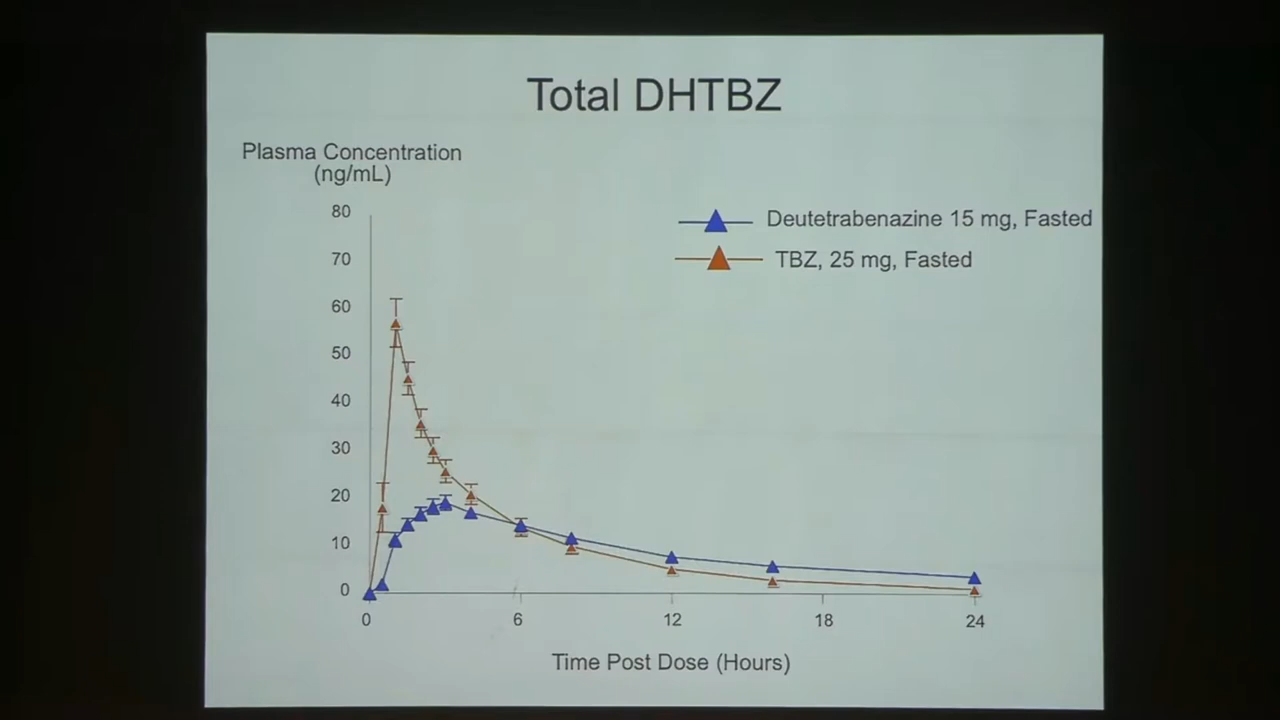 Total DHTBZ
Plasma Concentration
(ng/mL)
Deutetrabenazine 15 mg, Fasted
TBZ, 25 mg, Fasted
80
70
60
50
40
30
20
10
0
0 6 12 18 24
Time Post Dose (Hours)